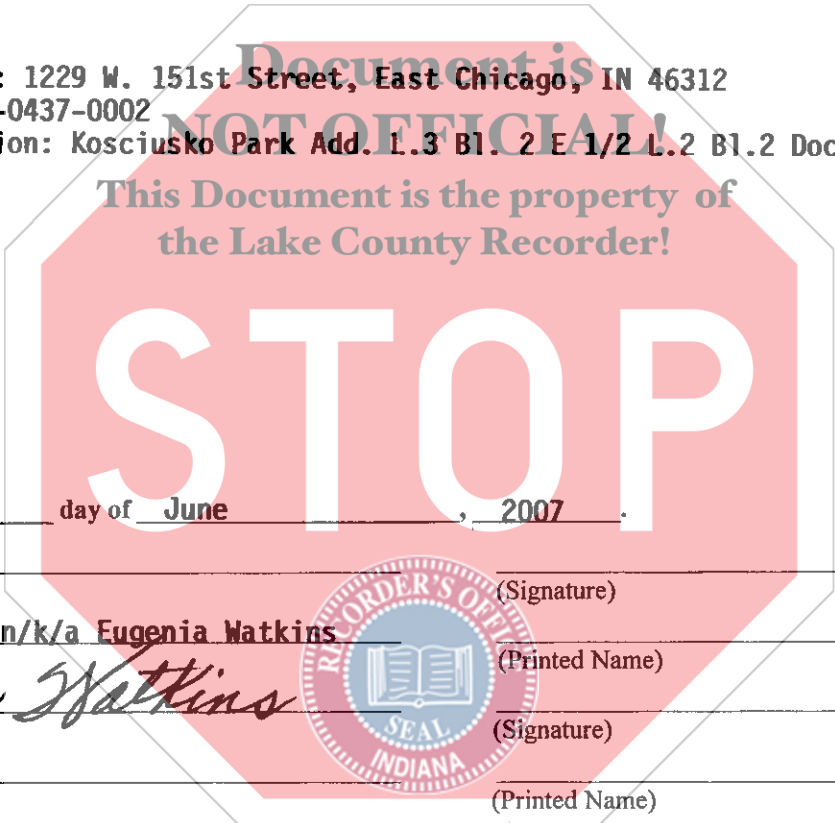 : 1229 W. 151st Street, East Chicago, IN 46312
Document is
-0437-0002
NOT OFFICIAL!
ion: Kosciusko Park Add. L.3 Bl. 2 E 1/2 L.2 Bl.2 Doc
This Document is the property of
the Lake County Recorder!
STOP
day of June , 2007 .
(Signature)
n/k/a Eugenia Watkins
(Printed Name)
Watkins
(Signature)
(Printed Name)
RECORDER'S OFFICE
SEAL
INDIANA